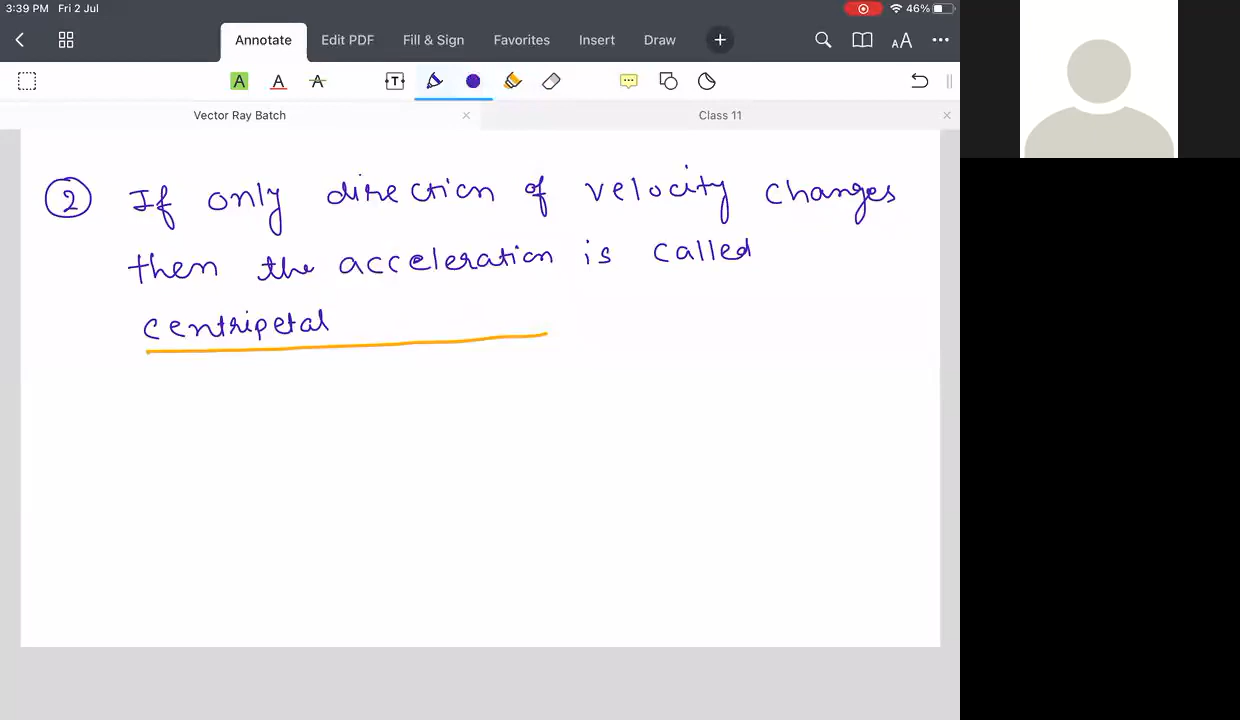 3:39 PM Fri 2 Jul
46%
Annotate Edit PDF Fill & Sign Favorites Insert Draw
Vector Ray Batch
Class 11
2 If only direction of velocity changes
then the acceleration is called
centripetal